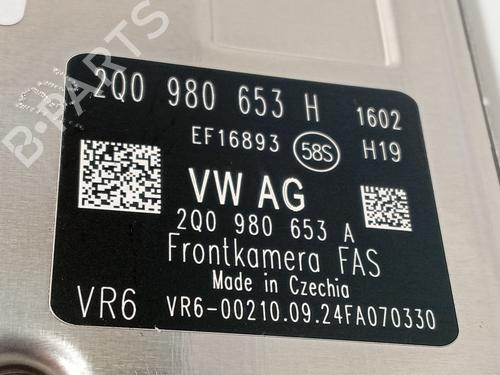 B-PARTS
2Q0 980 653 H 1602
EF16893 58S H19
VW AG
2Q0 980 653 A
Frontkamera FAS
Made in Czechia
VR6 VR6-00210.09.24FA070330